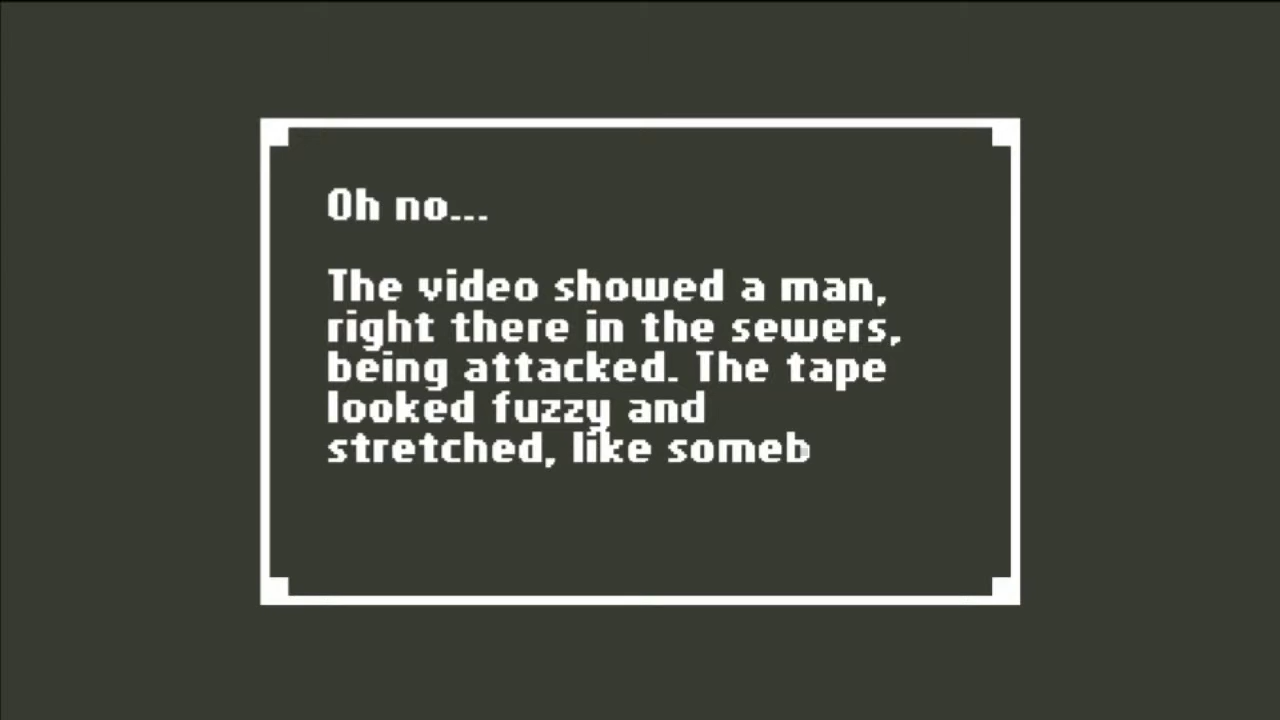 Oh no...
The video showed a man,
right there in the sewers,
being attacked. The tape
looked fuzzy and
stretched, like someb